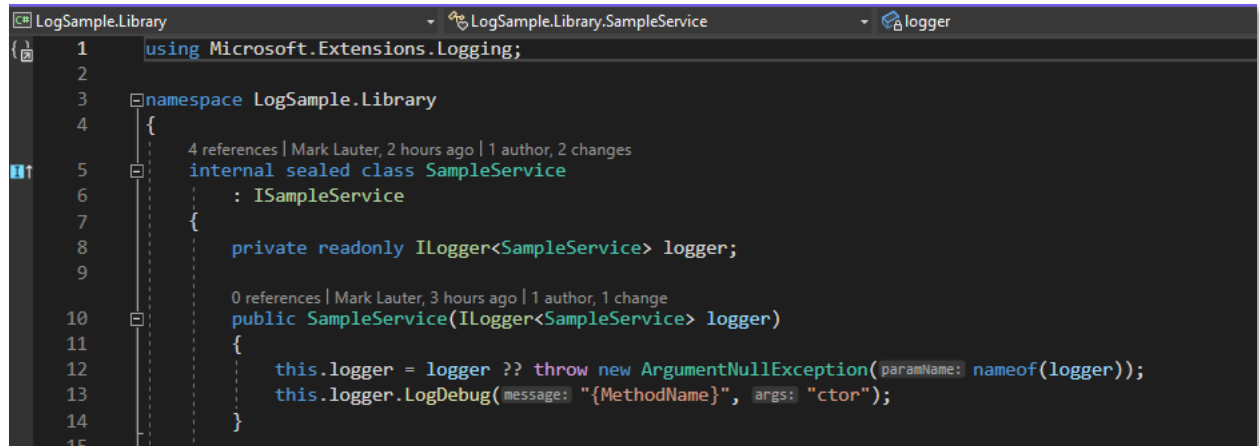 LogSample.Library LogSample.Library.SampleService logger
1 using Microsoft.Extensions.Logging;
2
3 namespace LogSample.Library
4 {
4 references | Mark Lauter, 2 hours ago | 1 author, 2 changes
5 internal sealed class SampleService
6 : ISampleService
7 {
8 private readonly ILogger<SampleService> logger;
9
0 references | Mark Lauter, 3 hours ago | 1 author, 1 change
10 public SampleService(ILogger<SampleService> logger)
11 {
12 this.logger = logger ?? throw new ArgumentNullException(paramName: nameof(logger));
13 this.logger.LogDebug(message: "{MethodName}", args: "ctor");
14 }
15